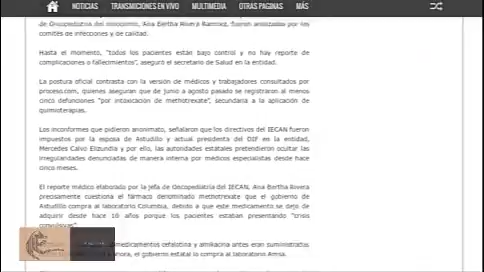 NOTICIAS TRANSMICIONES EN VIVO MULTIMEDIA OTRAS PAGINAS MÁS
de Oncopediatría del nosocomio, Ana Bertha Rivera Ramírez, fueron analizados por los
comités de infecciones y de calidad.
Hasta el momento, "todos los pacientes están bajo control y no hay reporte de
complicaciones o fallecimientos", aseguró el secretario de Salud en la entidad.
La postura oficial contrasta con la versión de médicos y trabajadores consultados por
proceso.com, quienes aseguran que de junio a agosto pasado se registraron al menos
cinco defunciones "por intoxicación de methotrexate", secundaria a la aplicación de
quimioterapias.
Los inconformes que pidieron anonimato, señalaron que los directivos del IECAN fueron
impuestos por la esposa de Astudillo y actual presidenta del DIF en la entidad,
Mercedes Calvo Elizundia y por ello, las autoridades estatales pretendieron ocultar las
irregularidades denunciadas de manera interna por médicos especialistas desde hace
cinco meses.
El reporte médico elaborado por la jefa de Oncopediatría del IECAN, Ana Bertha Rivera
precisamente cuestiona el fármaco denominado methotrexate que el gobierno de
Astudillo compra al laboratorio Columbia, debido a que este medicamento se dejo de
adquirir desde hace 10 años porque los pacientes estaban presentando "crisis
convulsivas".
medicamentos cefalotina y amikacina antes eran suministradas
ahora, el gobierno estatal lo compra al laboratorio Amsa.